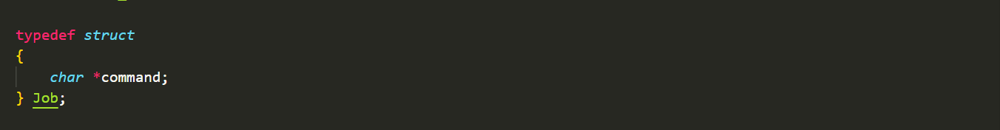 typedef struct
{
    char *command;
} Job;